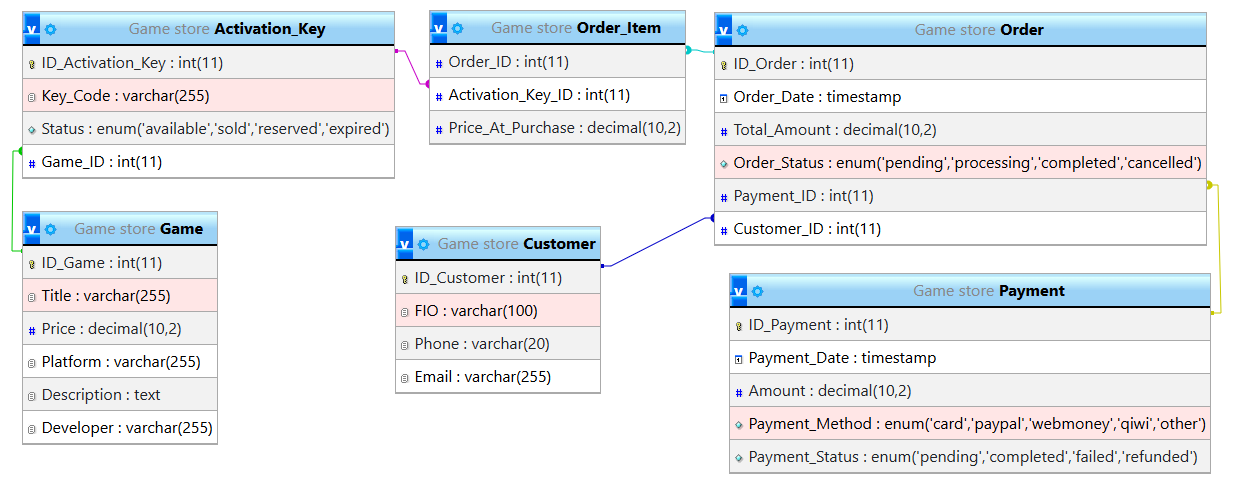 Game store Activation_Key
ID_Activation_Key : int(11)
Key_Code : varchar(255)
Status : enum('available','sold','reserved','expired')
Game_ID : int(11)
Game store Order_Item
Order_ID : int(11)
Activation_Key_ID : int(11)
Price_At_Purchase : decimal(10,2)
Game store Order
ID_Order : int(11)
Order_Date : timestamp
Total_Amount : decimal(10,2)
Order_Status : enum('pending','processing','completed','cancelled')
Payment_ID : int(11)
Customer_ID : int(11)
Game store Game
ID_Game : int(11)
Title : varchar(255)
Price : decimal(10,2)
Platform : varchar(255)
Description : text
Developer : varchar(255)
Game store Customer
ID_Customer : int(11)
FIO : varchar(100)
Phone : varchar(20)
Email : varchar(255)
Game store Payment
ID_Payment : int(11)
Payment_Date : timestamp
Amount : decimal(10,2)
Payment_Method : enum('card','paypal','webmoney','qiwi','other')
Payment_Status : enum('pending','completed','failed','refunded')